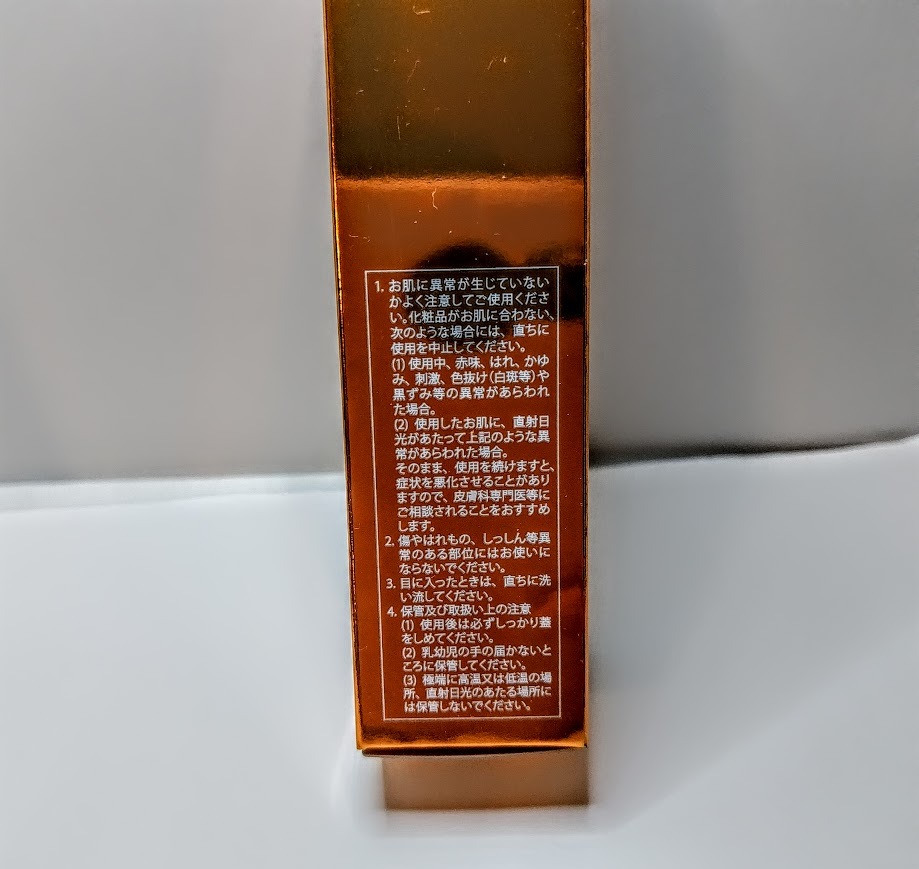 1. お肌に異常が生じていない
かよく注意してご使用くださ
い。化粧品がお肌に合わない、
次のような場合には、直ちに
使用を中止してください。
(1) 使用中、赤味、はれ、かゆ
み、刺激、色抜け(白斑等)や
黒ずみ等の異常があらわれ
た場合。
(2) 使用したお肌に、直射日
光があたって上記のような異
常があらわれた場合。
そのまま、使用を続けますと、
症状を悪化させることがあり
ますので、皮膚科専門医等に
ご相談されることをおすすめ
します。
2. 傷やはれもの、しっしん等異
常のある部位にはお使いに
ならないでください。
3. 目に入ったときは、直ちに洗
い流してください。
4. 保管及び取扱い上の注意
(1) 使用後は必ずしっかり蓋
をしめてください。
(2) 乳幼児の手の届かないと
ころに保管してください。
(3) 極端に高温又は低温の場
所、直射日光のあたる場所に
は保管しないでください。